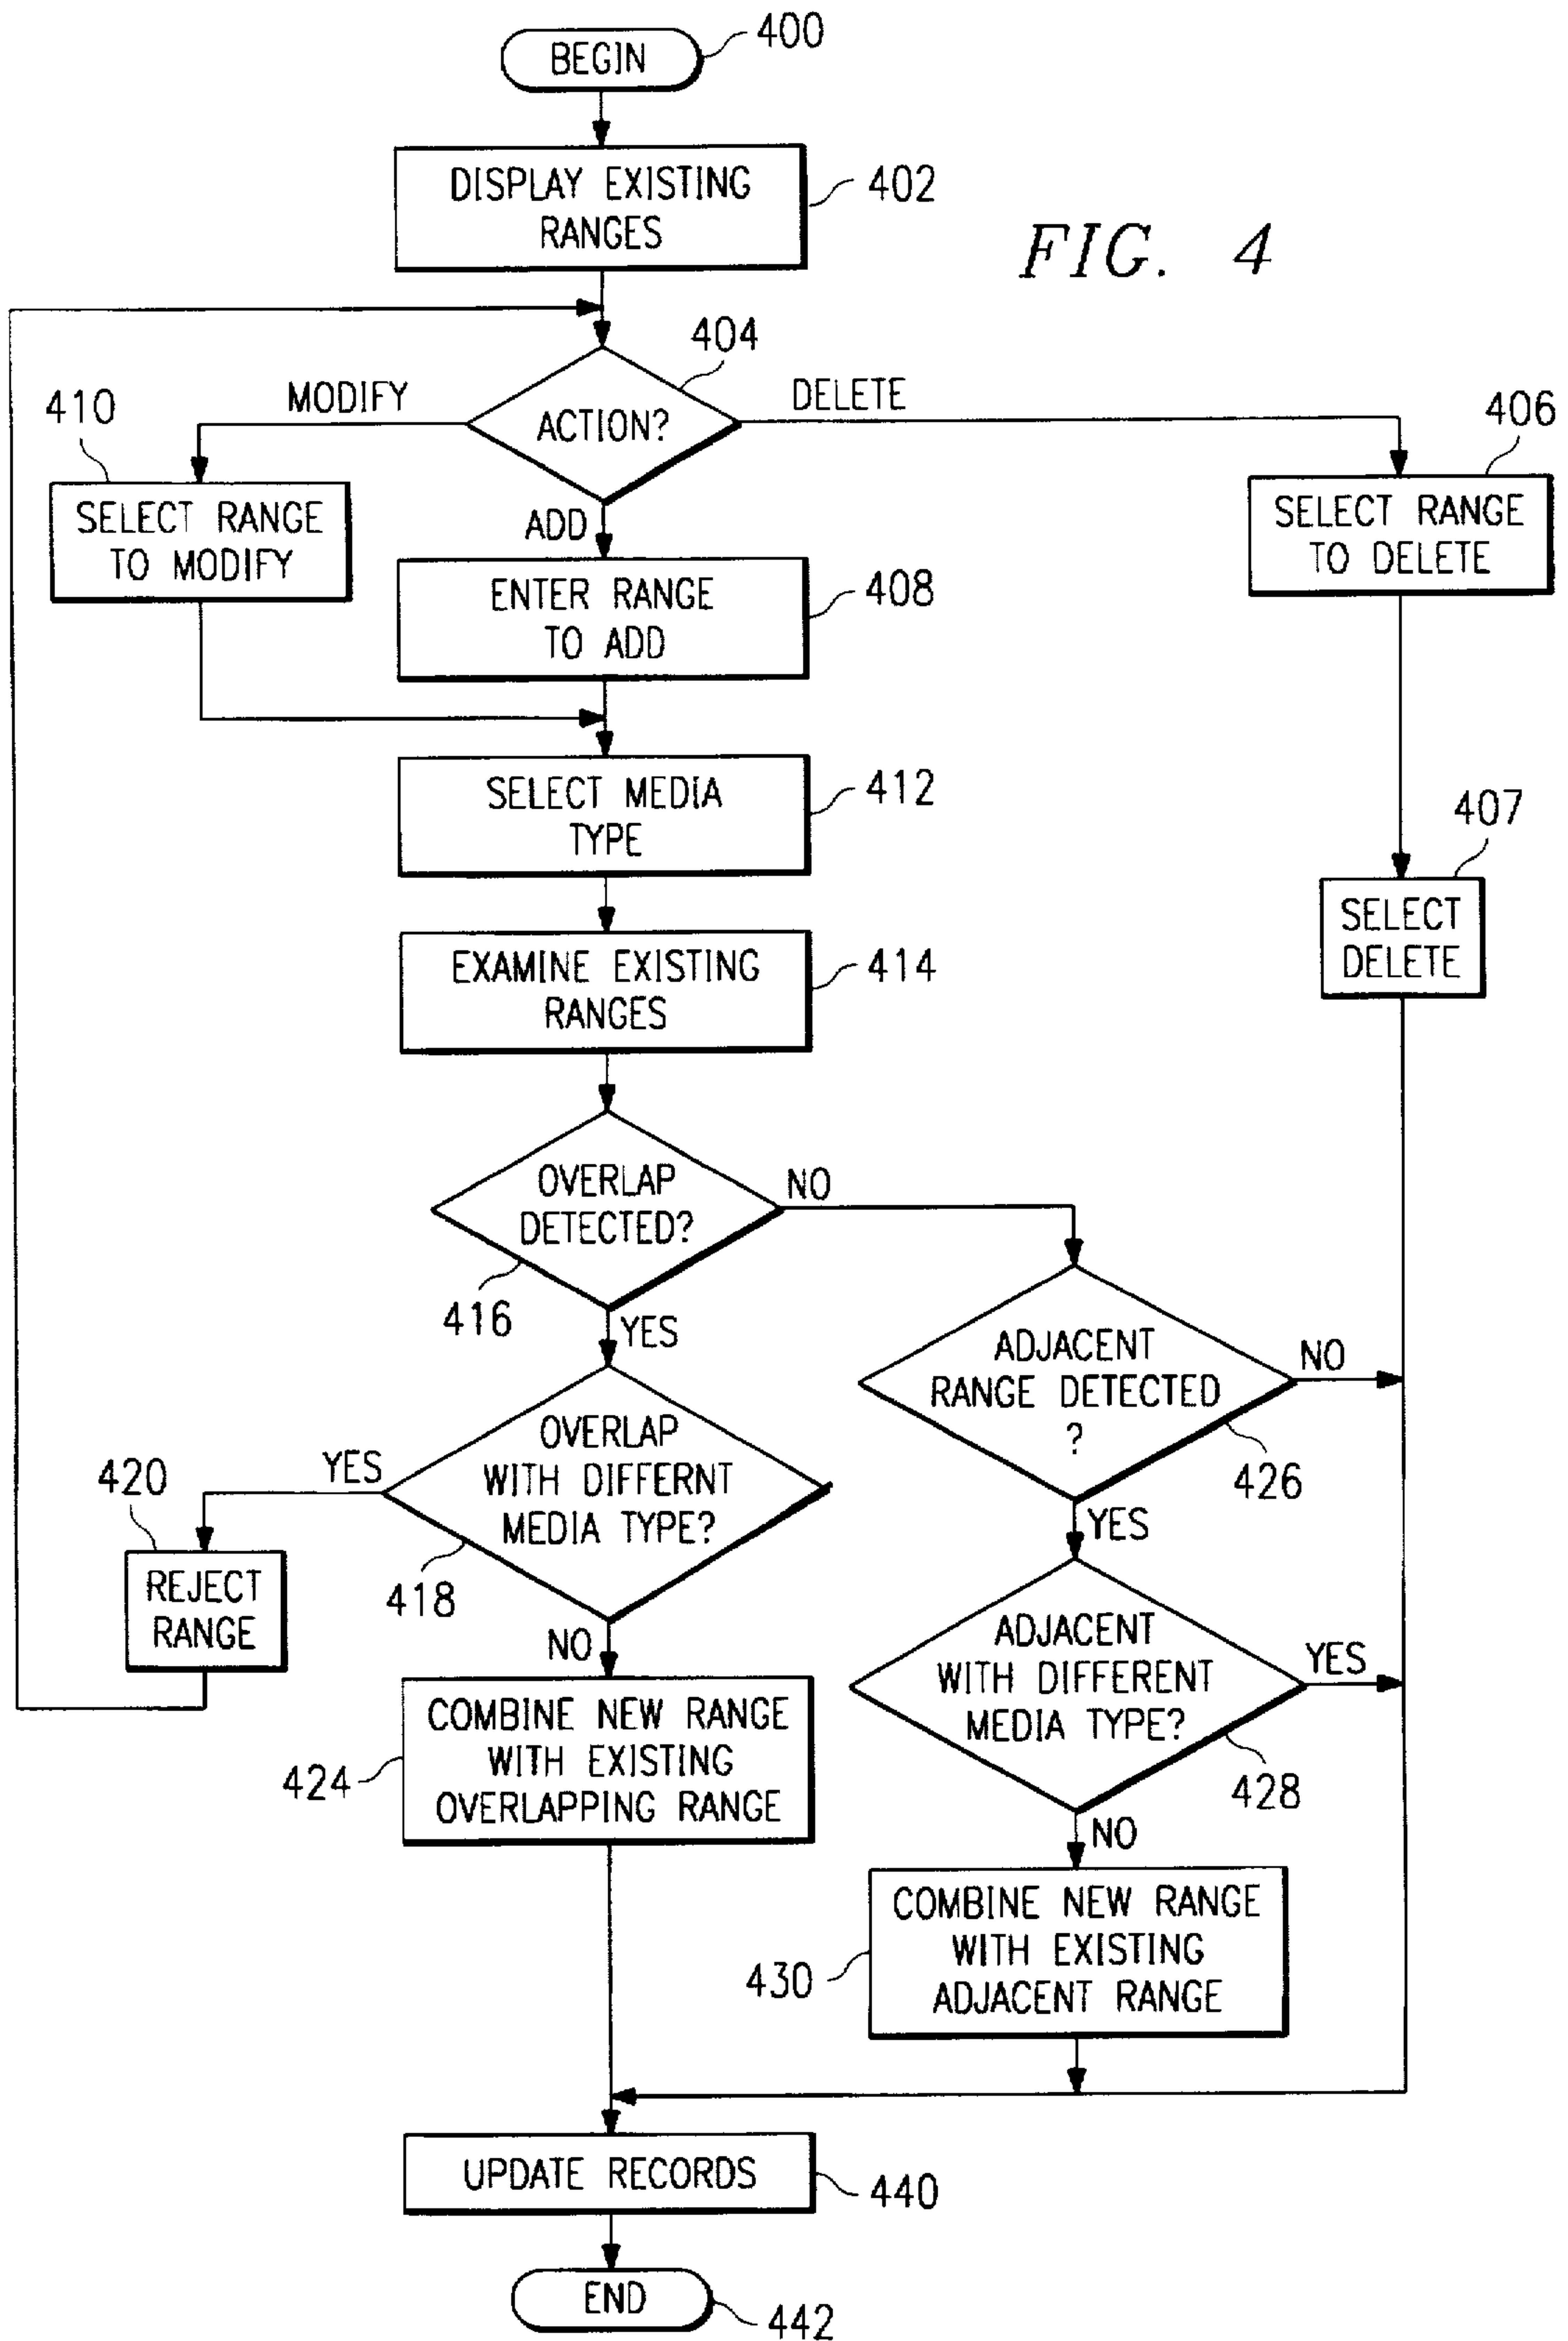 400
BEGIN
DISPLAY EXISTING
RANGES
402
FIG. 4
404
MODIFY
DELETE
410
406
ACTION?
SELECT RANGE
TO MODIFY
SELECT RANGE
TO DELETE
ADD
ENTER RANGE
TO ADD
408
SELECT MEDIA
TYPE
412
407
SELECT
DELETE
EXAMINE EXISTING
RANGES
414
OVERLAP
DETECTED?
NO
416
YES
ADJACENT
RANGE DETECTED
?
NO
426
OVERLAP
WITH DIFFERNT
MEDIA TYPE?
YES
420
418
YES
REJECT
RANGE
NO
ADJACENT
WITH DIFFERENT
MEDIA TYPE?
YES
428
COMBINE NEW RANGE
WITH EXISTING
OVERLAPPING RANGE
424
NO
COMBINE NEW RANGE
WITH EXISTING
ADJACENT RANGE
430
UPDATE RECORDS
440
END
442